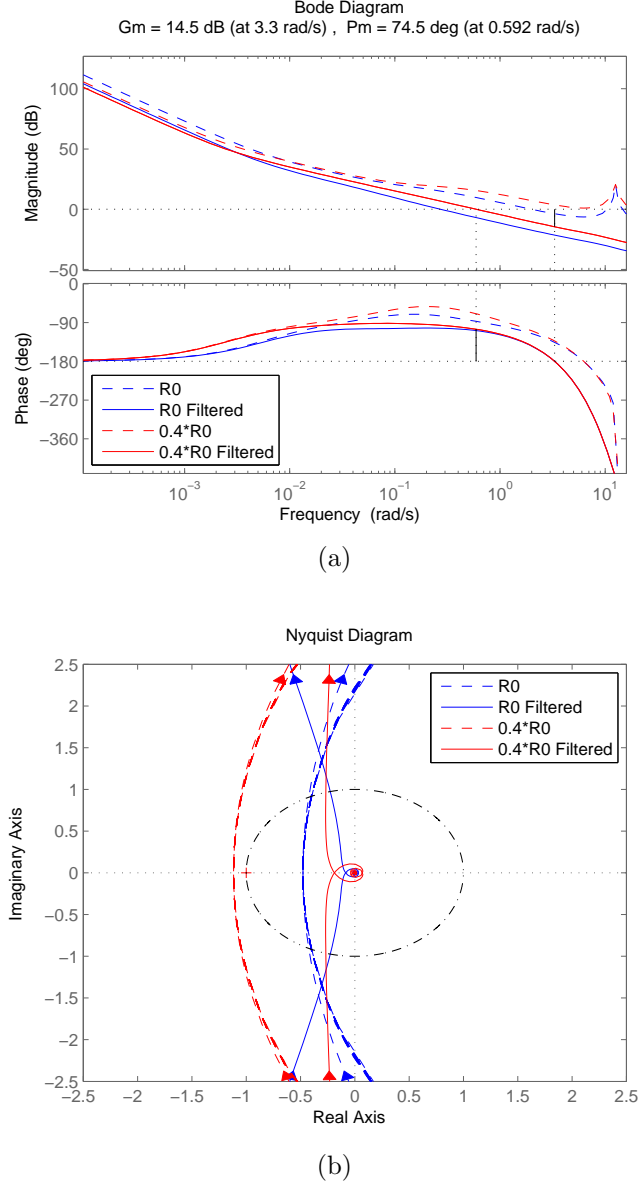 Bode Diagram
Gm = 14.5 dB (at 3.3 rad/s) , Pm = 74.5 deg (at 0.592 rad/s)
Magnitude (dB)
100
50
0
−50
Phase (deg)
0
−90
−180
−270
−360
R0
R0 Filtered
0.4*R0
0.4*R0 Filtered
10^−3
10^−2
10^−1
10^0
10^1
Frequency (rad/s)
(a)
Nyquist Diagram
Imaginary Axis
2.5
2
1.5
1
0.5
0
−0.5
−1
−1.5
−2
−2.5
R0
R0 Filtered
0.4*R0
0.4*R0 Filtered
−2.5 −2 −1.5 −1 −0.5 0 0.5 1 1.5 2 2.5
Real Axis
(b)